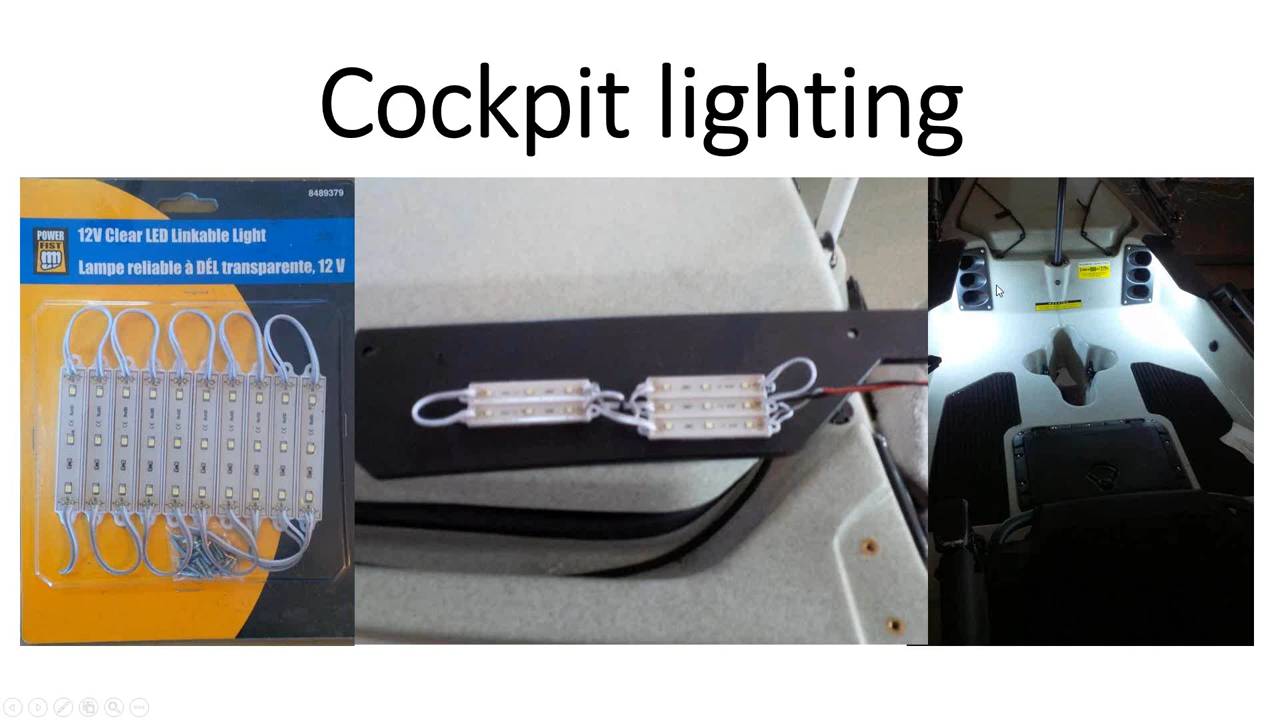 Cockpit lighting
8489379
POWER
FIST
12V Clear LED Linkable Light
Lampe reliable à DÉL transparente, 12 V